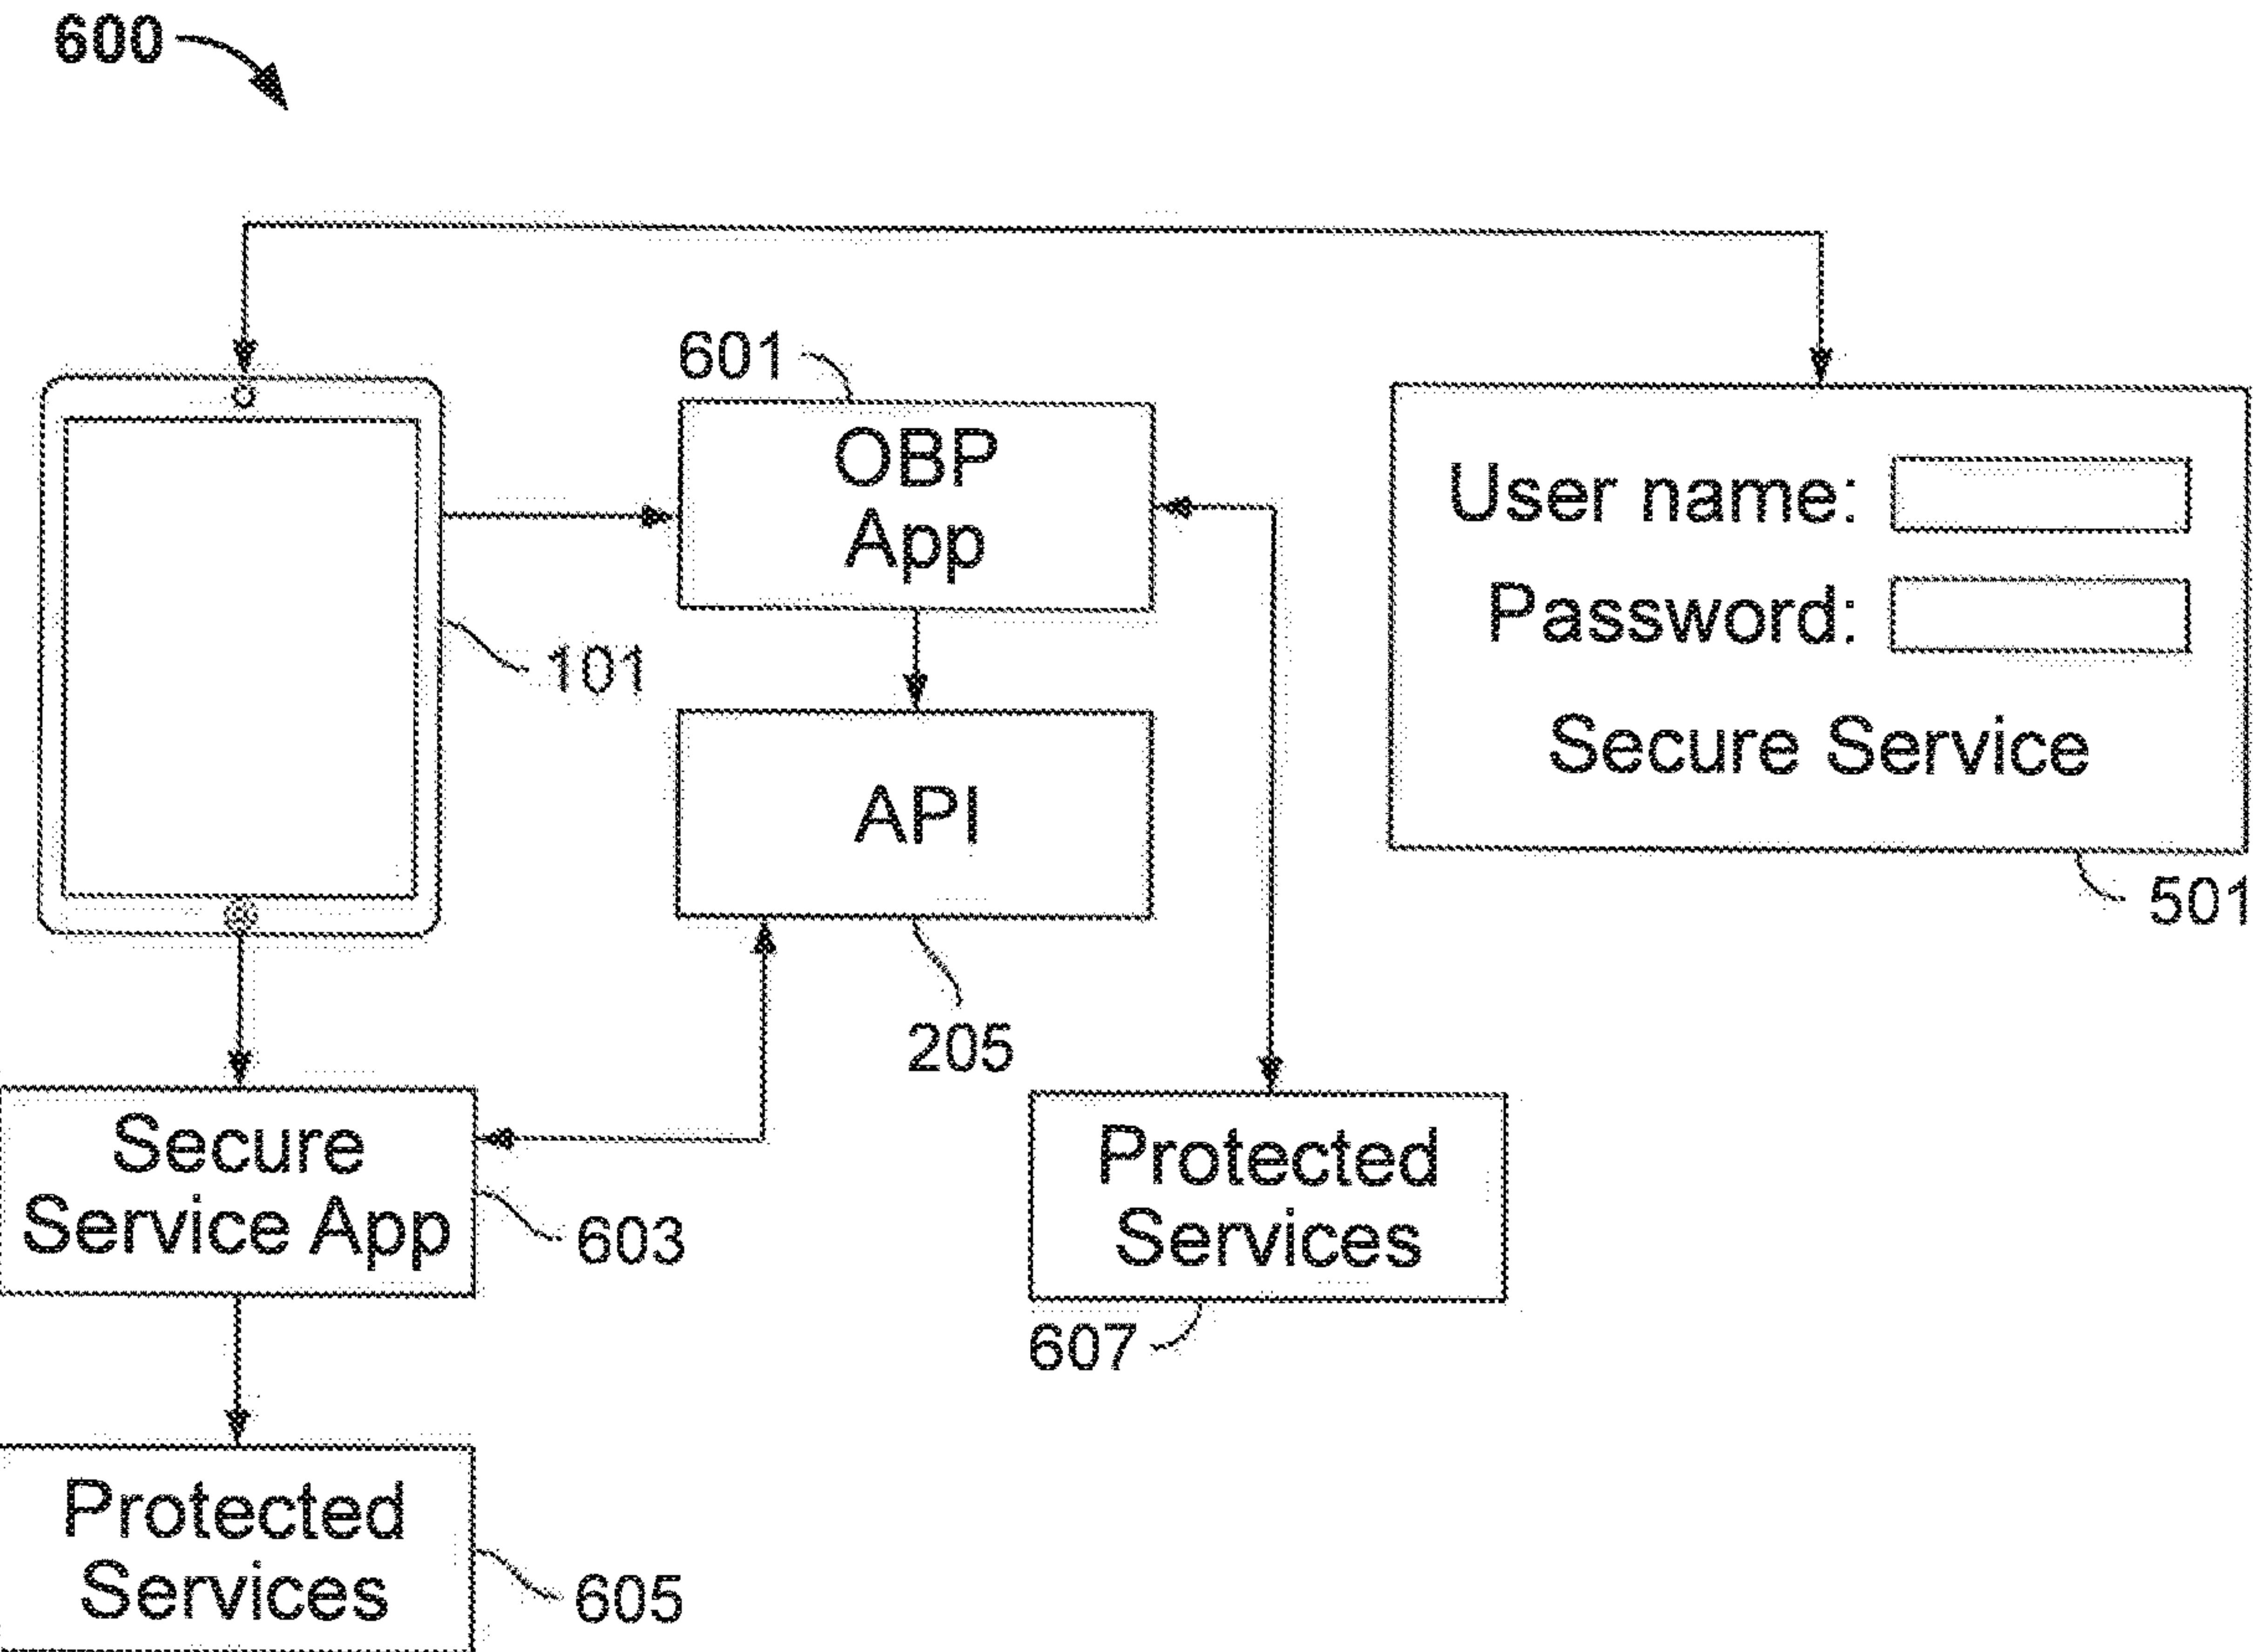 600
601
OBP
App
User name:
Password:
Secure Service
101
API
501
205
Secure
Service App
603
Protected
Services
607
Protected
Services
605